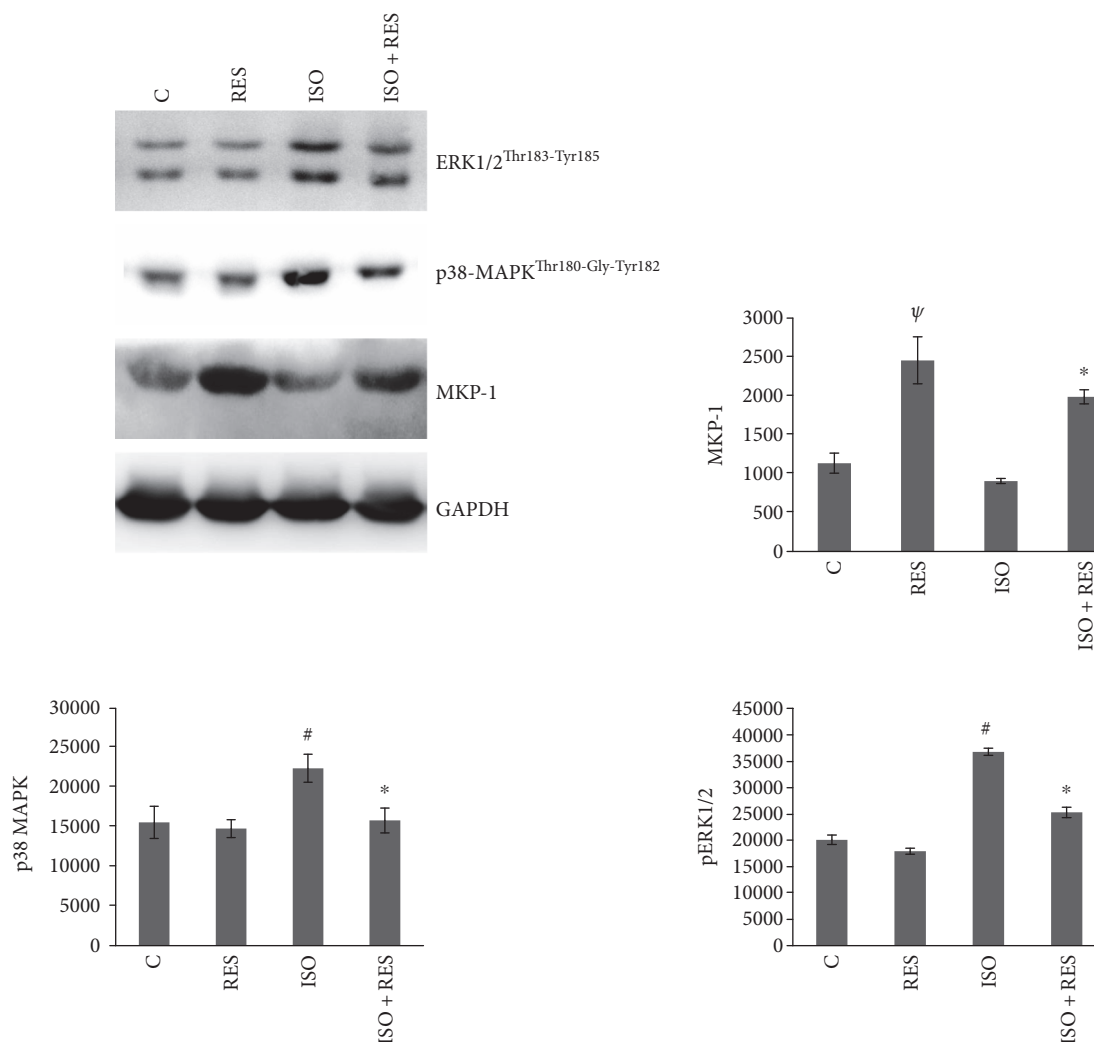 C
RES
ISO
ISO + RES
ERK1/2Thr183-Tyr185
p38-MAPKThr180-Gly-Tyr182
MKP-1
GAPDH
3000
2500
2000
1500
1000
500
0
MKP-1
ψ
*
C
RES
ISO
ISO + RES
30000
25000
20000
15000
10000
5000
0
p38 MAPK
#
*
C
RES
ISO
ISO + RES
45000
40000
35000
30000
25000
20000
15000
10000
5000
0
pERK1/2
#
*
C
RES
ISO
ISO + RES